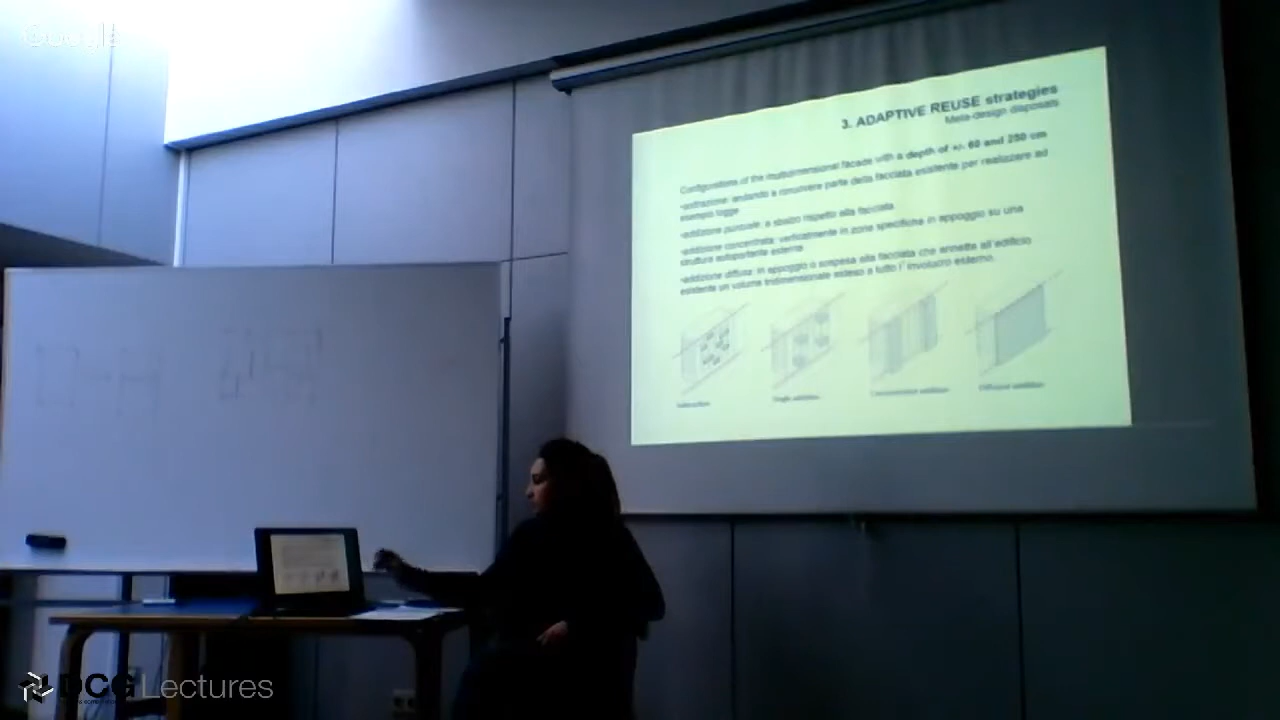 Google
3. ADAPTIVE REUSE strategies
Meta-design disposals
Configurations of the multidimensional facade with a depth of +/- 60 and 250 cm
•sottrazione: andando a rimuovere parte della facciata esistente per realizzare ad
esempio logge
•addizione puntuale: a sbalzo rispetto alla facciata
•addizione concentrata: verticalmente in zone specifiche in appoggio su una
struttura autoportante esterna
•addizione diffusa: in appoggio o sospesa alla facciata che annette all'edificio
esistente un volume tridimensionale esteso a tutto l'involucro esterno.
Single addition
addition
Diffused addition
DCG Lectures